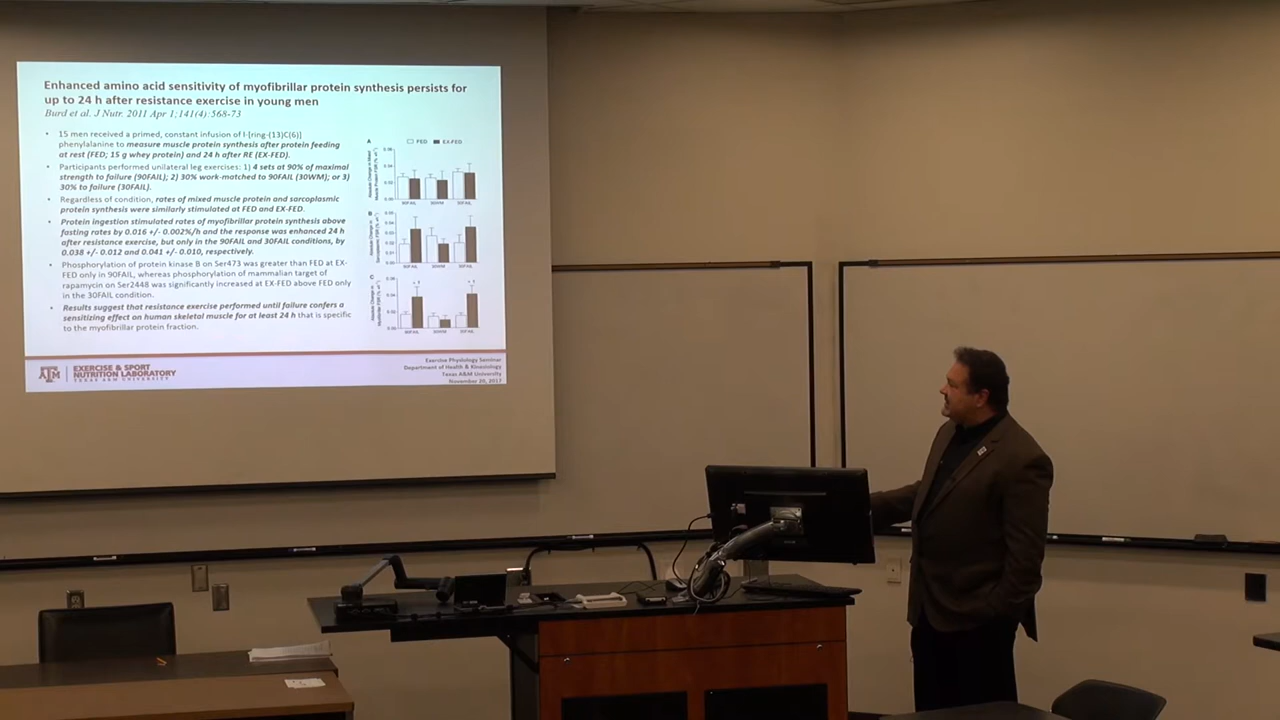 Enhanced amino acid sensitivity of myofibrillar protein synthesis persists for
up to 24 h after resistance exercise in young men
Burd et al. J Nutr. 2011 Apr 1;141(4):568-73
• 15 men received a primed, constant infusion of l-[ring-(13)C(6)]
phenylalanine to measure muscle protein synthesis after protein feeding
at rest (FED; 15 g whey protein) and 24 h after RE (EX-FED).
• Participants performed unilateral leg exercises: 1) 4 sets at 90% of maximal
strength to failure (90FAIL); 2) 30% work-matched to 90FAIL (30WM); or 3)
30% to failure (30FAIL).
• Regardless of condition, rates of mixed muscle protein and sarcoplasmic
protein synthesis were similarly stimulated at FED and EX-FED.
• Protein ingestion stimulated rates of myofibrillar protein synthesis above
fasting rates by 0.016 +/- 0.002%/h and the response was enhanced 24 h
after resistance exercise, but only in the 90FAIL and 30FAIL conditions, by
0.038 +/- 0.012 and 0.041 +/- 0.010, respectively.
• Phosphorylation of protein kinase B on Ser473 was greater than FED at EX-
FED only in 90FAIL, whereas phosphorylation of mammalian target of
rapamycin on Ser2448 was significantly increased at EX-FED above FED only
in the 30FAIL condition.
• Results suggest that resistance exercise performed until failure confers a
sensitizing effect on human skeletal muscle for at least 24 h that is specific
to the myofibrillar protein fraction.
A
FED EX-FED
90FAIL 30WM 30FAIL
B
90FAIL 30WM 30FAIL
C
90FAIL 30WM 30FAIL
ATM
EXERCISE & SPORT
NUTRITION LABORATORY
TEXAS A&M UNIVERSITY
Exercise Physiology Seminar
Department of Health & Kinesiology
Texas A&M University
November 20, 2017